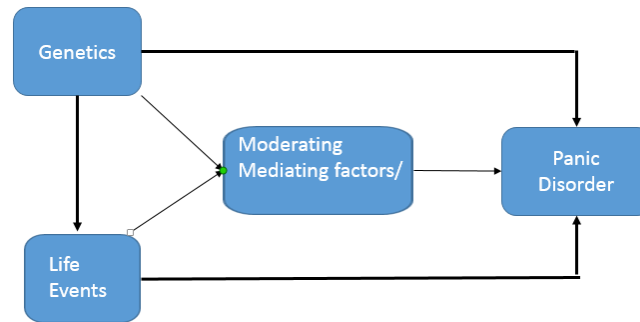 Genetics
Moderating
Mediating factors/
Panic
Disorder
Life
Events